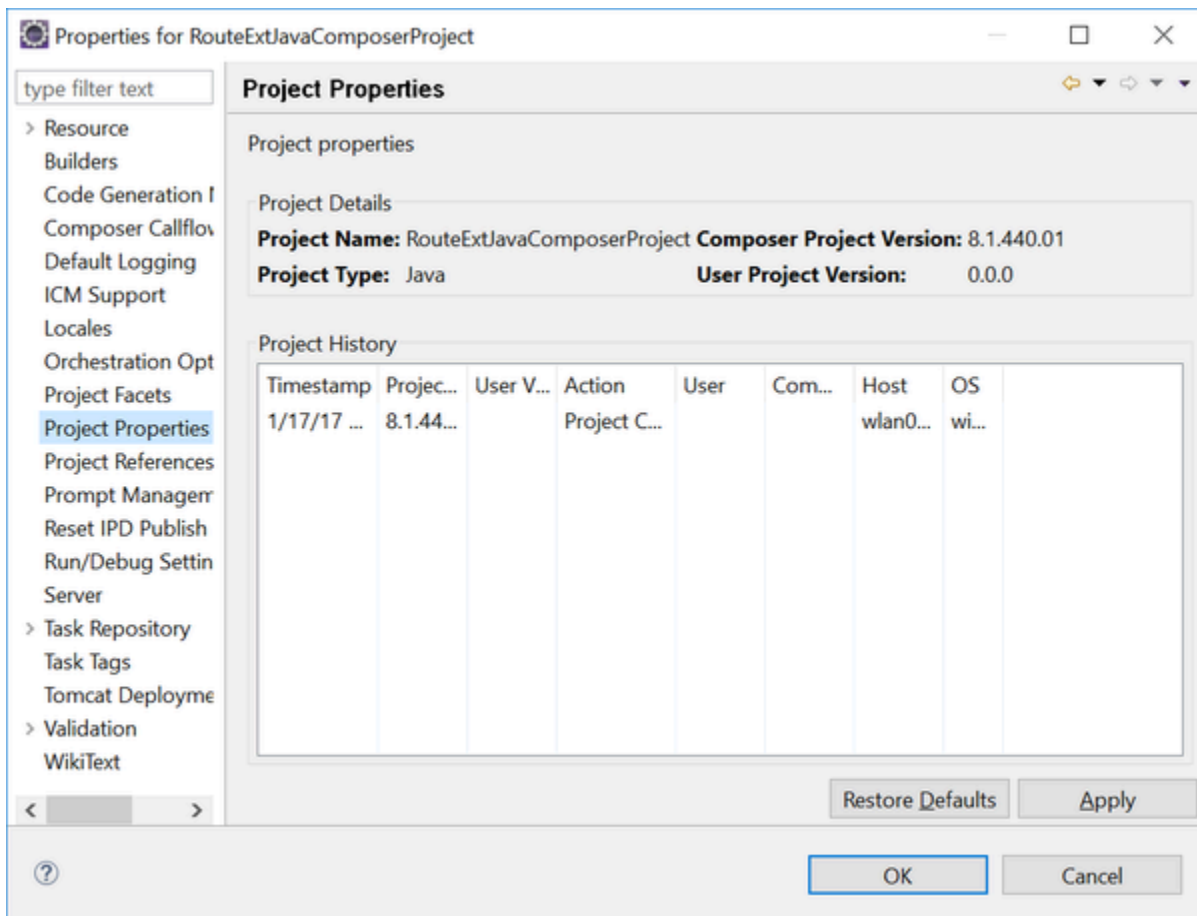 Properties for RouteExtJavaComposerProject
type filter text
Resource
Builders
Code Generation
Composer Callflow
Default Logging
ICM Support
Locales
Orchestration Opt
Project Facets
Project Properties
Project References
Prompt Managem
Reset IPD Publish
Run/Debug Settin
Server
Task Repository
Task Tags
Tomcat Deployme
Validation
WikiText
Project Properties
Project properties
Project Details
Project Name: RouteExtJavaComposerProject Composer Project Version: 8.1.440.01
Project Type: Java User Project Version: 0.0.0
Project History
Timestamp Projec... User V... Action User Com... Host OS
1/17/17 ... 8.1.44... Project C... wlan0... wi...
Restore Defaults Apply
OK Cancel